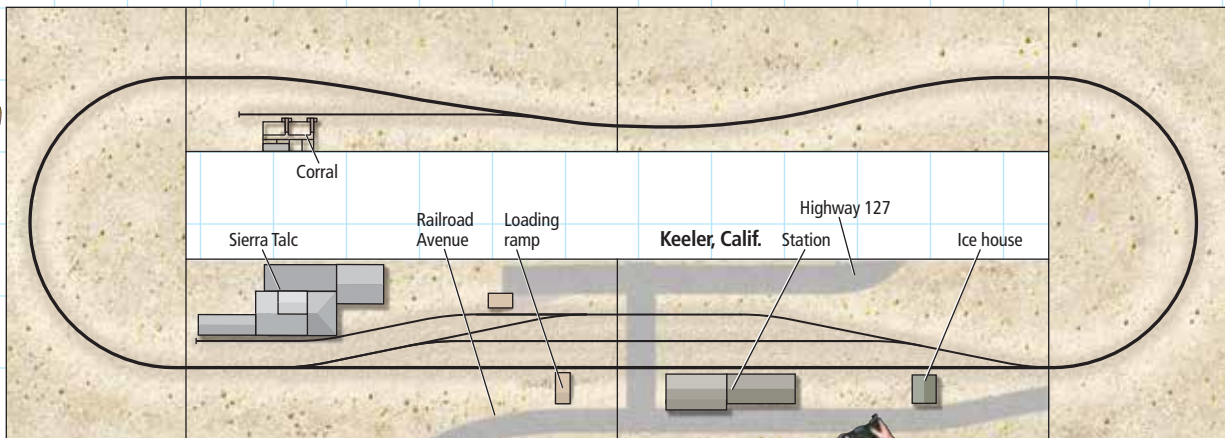 Corral
Sierra Talc
Railroad
Avenue
Loading
ramp
Keeler, Calif.
Station
Highway 127
Ice house